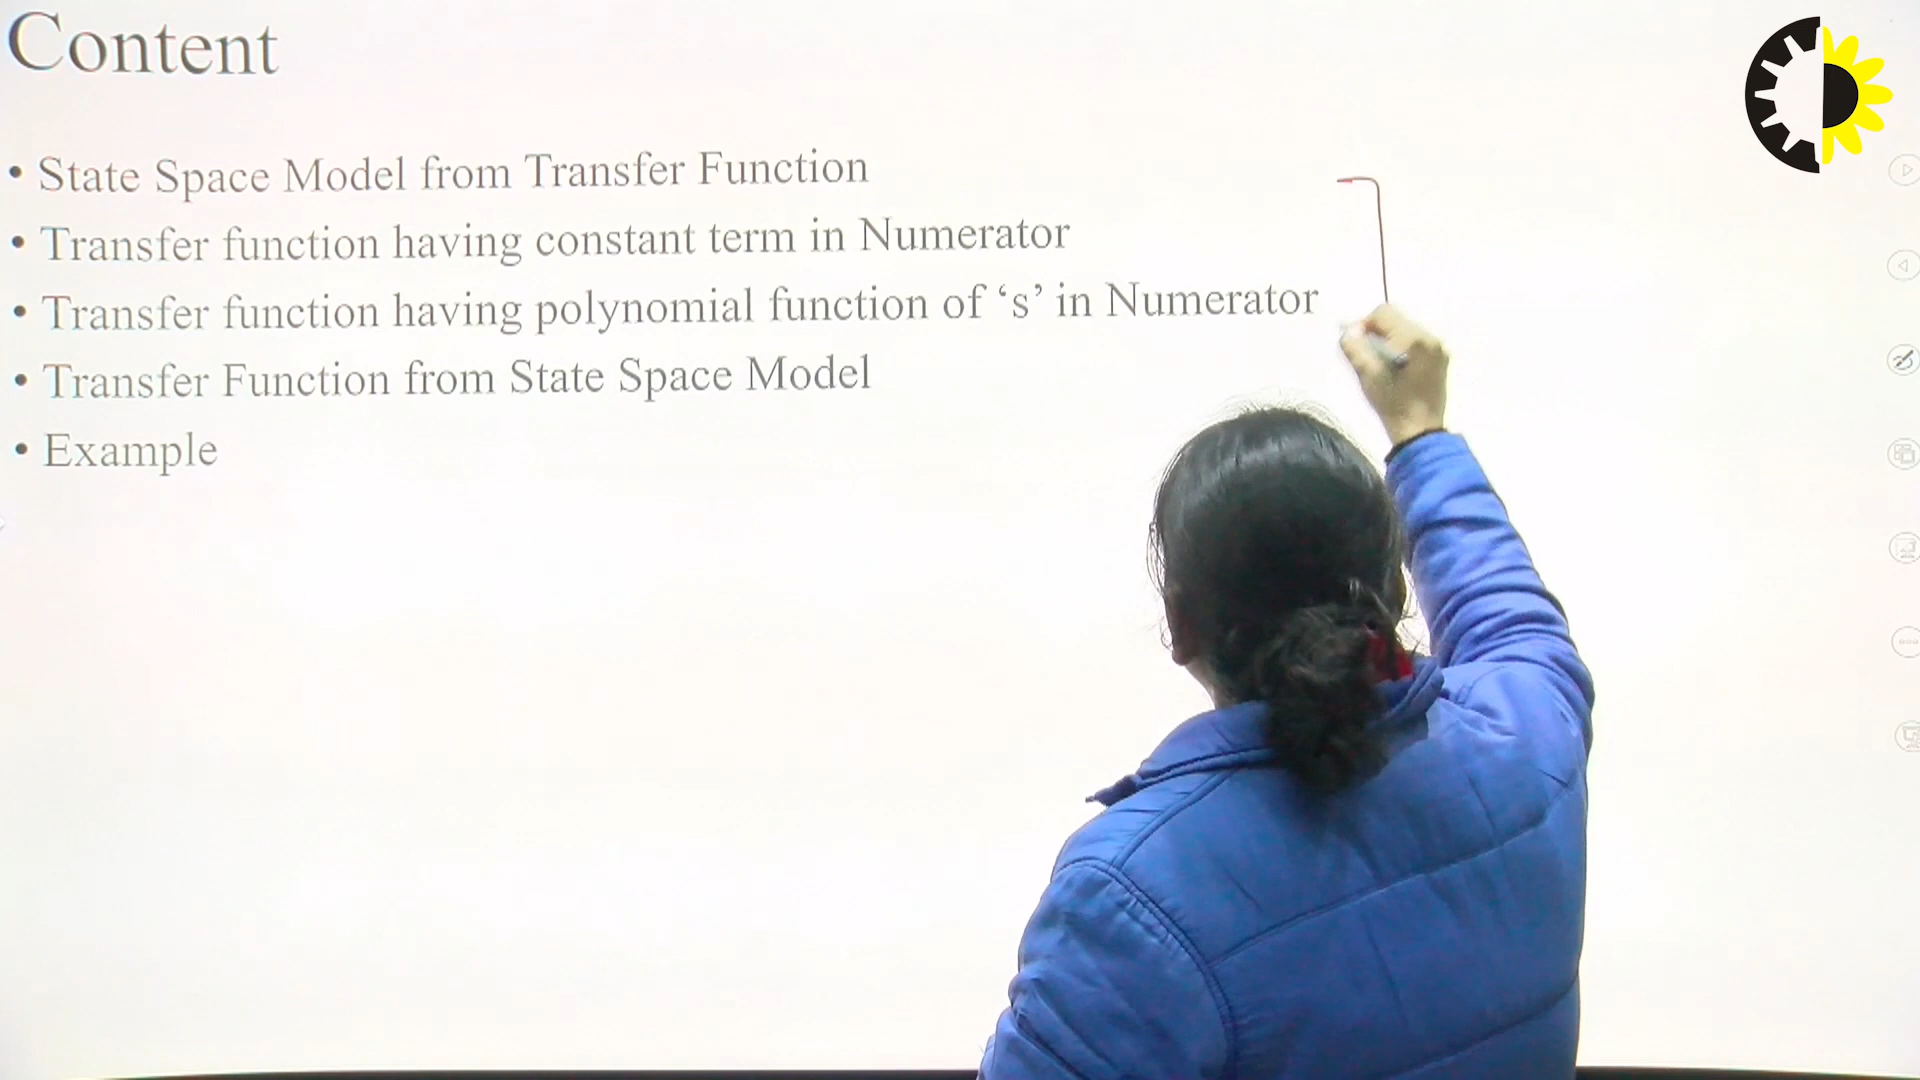 Content
• State Space Model from Transfer Function
• Transfer function having constant term in Numerator
• Transfer function having polynomial function of ‘s’ in Numerator
• Transfer Function from State Space Model
• Example